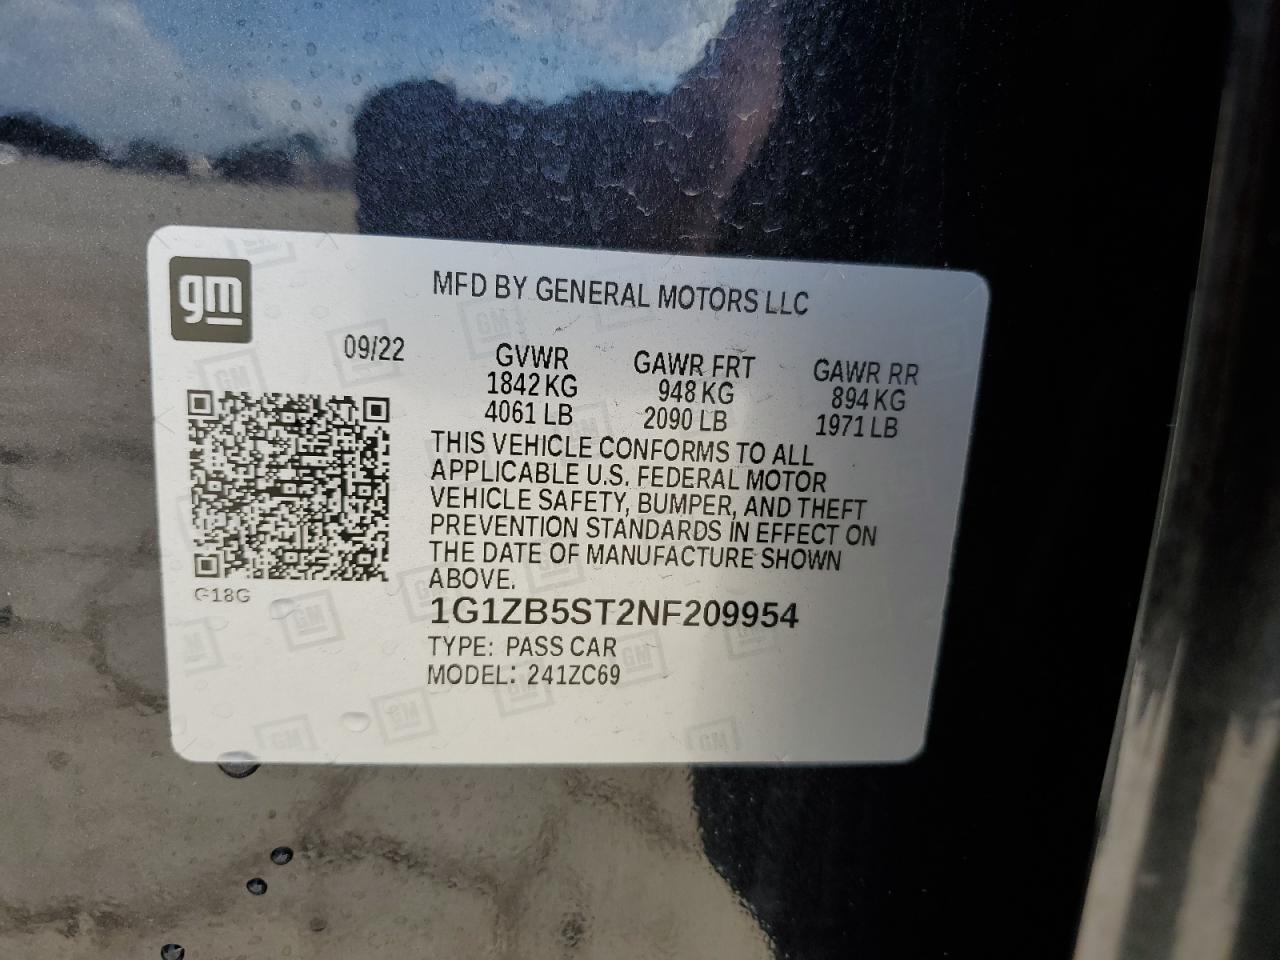 gm
MFD BY GENERAL MOTORS LLC
09/22
GVWR GAWR FRT GAWR RR
1842 KG 948 KG 894 KG
4061 LB 2090 LB 1971 LB
THIS VEHICLE CONFORMS TO ALL
APPLICABLE U.S. FEDERAL MOTOR
VEHICLE SAFETY, BUMPER, AND THEFT
PREVENTION STANDARDS IN EFFECT ON
THE DATE OF MANUFACTURE SHOWN
ABOVE.
G18G
1G1ZB5ST2NF209954
TYPE: PASS CAR
MODEL: 241ZC69